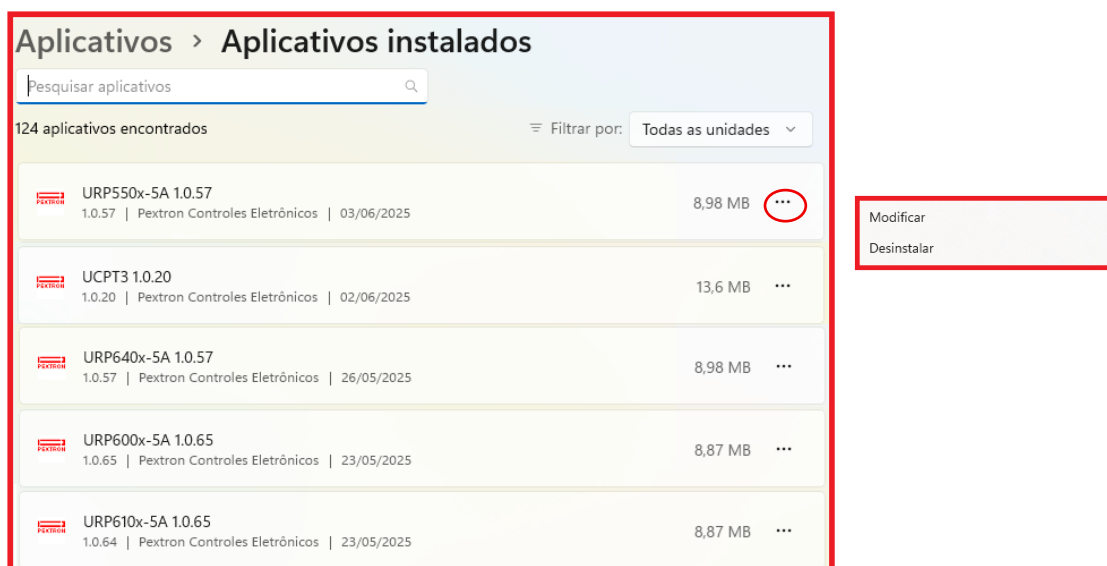 Aplicativos > Aplicativos instalados
Pesquisar aplicativos
124 aplicativos encontrados
Filtrar por: Todas as unidades
PEXTRON
URP550x-5A 1.0.57
1.0.57 | Pextron Controles Eletrônicos | 03/06/2025
8,98 MB ...
Modificar
Desinstalar
PEXTRON
UCPT3 1.0.20
1.0.20 | Pextron Controles Eletrônicos | 02/06/2025
13,6 MB ...
PEXTRON
URP640x-5A 1.0.57
1.0.57 | Pextron Controles Eletrônicos | 26/05/2025
8,98 MB ...
PEXTRON
URP600x-5A 1.0.65
1.0.65 | Pextron Controles Eletrônicos | 23/05/2025
8,87 MB ...
PEXTRON
URP610x-5A 1.0.65
1.0.64 | Pextron Controles Eletrônicos | 23/05/2025
8,87 MB ...